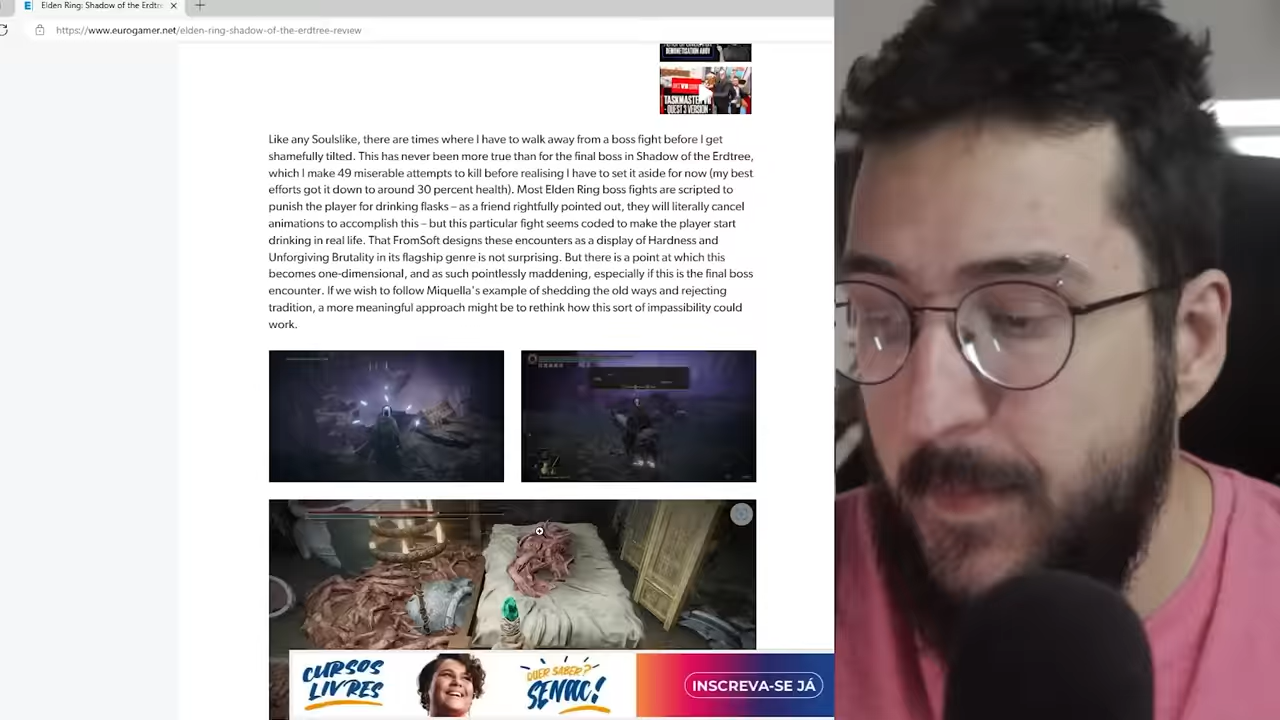 Elden Ring: Shadow of the Erdtre
https://www.eurogamer.net/elden-ring-shadow-of-the-erdtree-review
TASKMASTER VR
QUEST 3 VERSION
Like any Soulslike, there are times where I have to walk away from a boss fight before I get
shamefully tilted. This has never been more true than for the final boss in Shadow of the Erdtree,
which I make 49 miserable attempts to kill before realising I have to set it aside for now (my best
efforts got it down to around 30 percent health). Most Elden Ring boss fights are scripted to
punish the player for drinking flasks – as a friend rightfully pointed out, they will literally cancel
animations to accomplish this – but this particular fight seems coded to make the player start
drinking in real life. That FromSoft designs these encounters as a display of Hardness and
Unforgiving Brutality in its flagship genre is not surprising. But there is a point at which this
becomes one-dimensional, and as such pointlessly maddening, especially if this is the final boss
encounter. If we wish to follow Miquella's example of shedding the old ways and rejecting
tradition, a more meaningful approach might be to rethink how this sort of impassibility could
work.
CURSOS
LIVRES
QUER SABER?
SENAC!
INSCREVA-SE JÁ